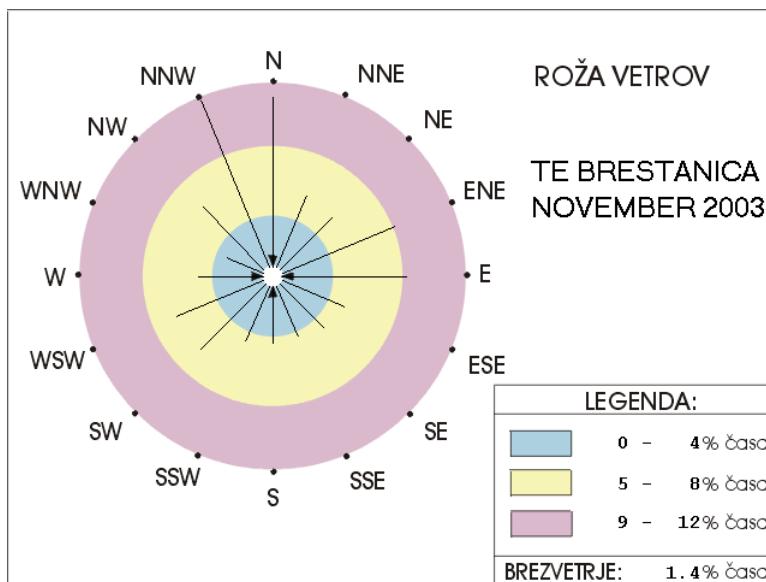 ROŽA VETROV
TE BRESTANICA
NOVEMBER 2003
N
NNE
NE
ENE
E
ESE
SE
SSE
S
SSW
SW
WSW
W
WNW
NW
NNW
LEGENDA:
0 - 4% časa
5 - 8% časa
9 - 12% časa
BREZVETRJE: 1.4% časa